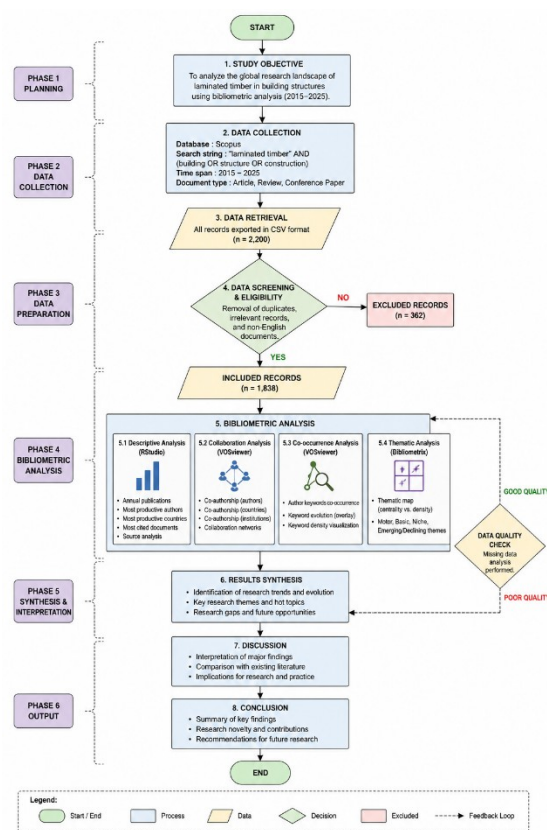 START
PHASE 1
PLANNING
1. STUDY OBJECTIVE
To analyze the global research landscape of
laminated timber in building structures
using bibliometric analysis (2015–2025).
PHASE 2
DATA
COLLECTION
2. DATA COLLECTION
Database : Scopus
Search string : "laminated timber" AND
(building OR structure OR construction)
Time span : 2015 – 2025
Document type : Article, Review, Conference Paper
3. DATA RETRIEVAL
All records exported in CSV format
(n = 2,200)
PHASE 3
DATA
PREPARATION
4. DATA SCREENING
& ELIGIBILITY
Removal of duplicates,
irrelevant records,
and non-English
documents.
NO
EXCLUDED RECORDS
(n = 362)
YES
INCLUDED RECORDS
(n = 1,838)
PHASE 4
BIBLIOMETRIC
ANALYSIS
5. BIBLIOMETRIC ANALYSIS
5.1 Descriptive Analysis
(RStudio)
• Annual publications
• Most productive authors
• Most productive countries
• Most cited documents
• Source analysis
5.2 Collaboration Analysis
(VOSviewer)
• Co-authorship (authors)
• Co-authorship (countries)
• Co-authorship (institutions)
• Collaboration networks
5.3 Co-occurrence Analysis
(VOSviewer)
• Author keywords co-occurrence
• Keyword evolution (overlay)
• Keyword density visualization
5.4 Thematic Analysis
(Bibliometrix)
• Thematic map
(centrality vs. density)
• Motor, Basic, Niche,
Emerging/Declining themes
GOOD QUALITY
DATA QUALITY
CHECK
Missing data
analysis
performed.
POOR QUALITY
PHASE 5
SYNTHESIS &
INTERPRETATION
6. RESULTS SYNTHESIS
• Identification of research trends and evolution
• Key research themes and hot topics
• Research gaps and future opportunities
PHASE 6
OUTPUT
7. DISCUSSION
• Interpretation of major findings
• Comparison with existing literature
• Implications for research and practice
8. CONCLUSION
• Summary of key findings
• Research novelty and contributions
• Recommendations for future research
END
Legend:
Start / End
Process
Data
Decision
Excluded
Feedback Loop